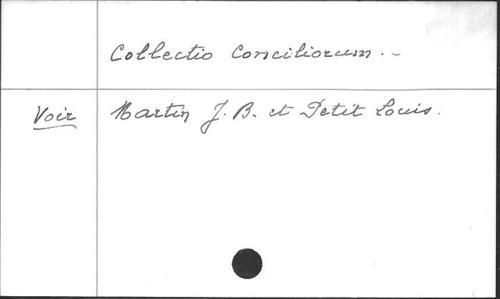 Collectio Conciliorum. -
Voir Martin J. B. et Petit Louis.